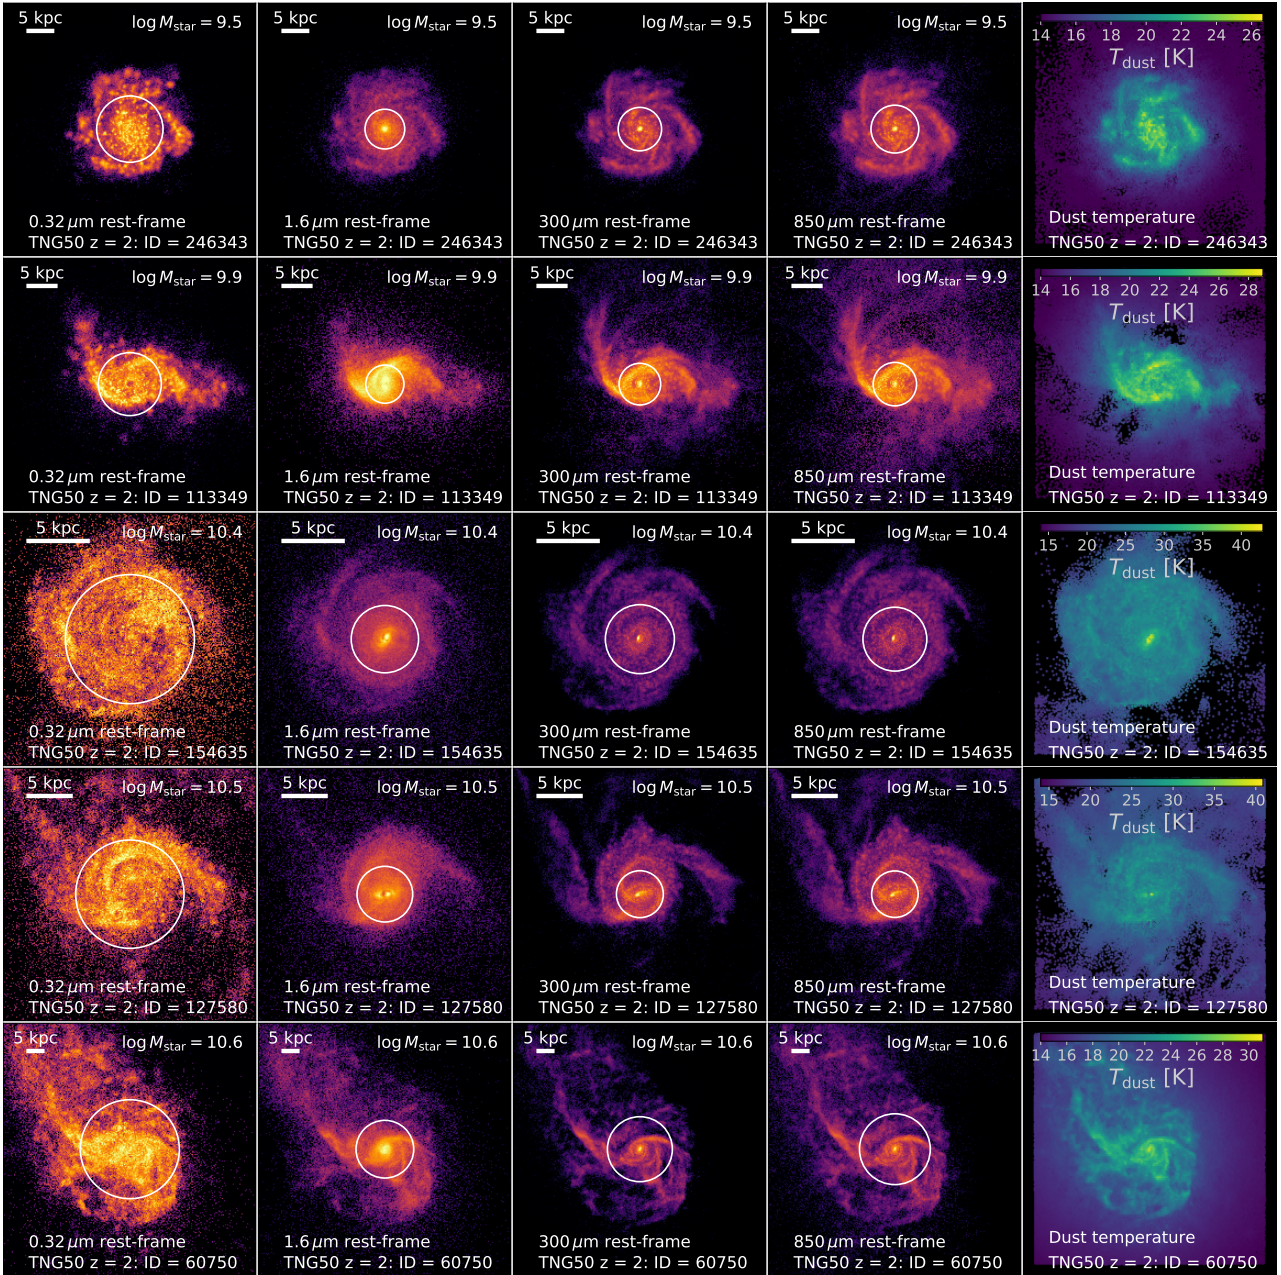 5 kpc log M_star = 9.5
0.32 μm rest-frame
TNG50 z = 2: ID = 246343
5 kpc log M_star = 9.5
1.6 μm rest-frame
TNG50 z = 2: ID = 246343
5 kpc log M_star = 9.5
300 μm rest-frame
TNG50 z = 2: ID = 246343
5 kpc log M_star = 9.5
850 μm rest-frame
TNG50 z = 2: ID = 246343
14 16 18 20 22 24 26
T_dust [K]
Dust temperature
TNG50 z = 2: ID = 246343
5 kpc log M_star = 9.9
0.32 μm rest-frame
TNG50 z = 2: ID = 113349
5 kpc log M_star = 9.9
1.6 μm rest-frame
TNG50 z = 2: ID = 113349
5 kpc log M_star = 9.9
300 μm rest-frame
TNG50 z = 2: ID = 113349
5 kpc log M_star = 9.9
850 μm rest-frame
TNG50 z = 2: ID = 113349
14 16 18 20 22 24 26 28
T_dust [K]
Dust temperature
TNG50 z = 2: ID = 113349
5 kpc log M_star = 10.4
0.32 μm rest-frame
TNG50 z = 2: ID = 154635
5 kpc log M_star = 10.4
1.6 μm rest-frame
TNG50 z = 2: ID = 154635
5 kpc log M_star = 10.4
300 μm rest-frame
TNG50 z = 2: ID = 154635
5 kpc log M_star = 10.4
850 μm rest-frame
TNG50 z = 2: ID = 154635
15 20 25 30 35 40
T_dust [K]
Dust temperature
TNG50 z = 2: ID = 154635
5 kpc log M_star = 10.5
0.32 μm rest-frame
TNG50 z = 2: ID = 127580
5 kpc log M_star = 10.5
1.6 μm rest-frame
TNG50 z = 2: ID = 127580
5 kpc log M_star = 10.5
300 μm rest-frame
TNG50 z = 2: ID = 127580
5 kpc log M_star = 10.5
850 μm rest-frame
TNG50 z = 2: ID = 127580
15 20 25 30 35 40
T_dust [K]
Dust temperature
TNG50 z = 2: ID = 127580
5 kpc log M_star = 10.6
0.32 μm rest-frame
TNG50 z = 2: ID = 60750
5 kpc log M_star = 10.6
1.6 μm rest-frame
TNG50 z = 2: ID = 60750
5 kpc log M_star = 10.6
300 μm rest-frame
TNG50 z = 2: ID = 60750
5 kpc log M_star = 10.6
850 μm rest-frame
TNG50 z = 2: ID = 60750
14 16 18 20 22 24 26 28 30
T_dust [K]
Dust temperature
TNG50 z = 2: ID = 60750